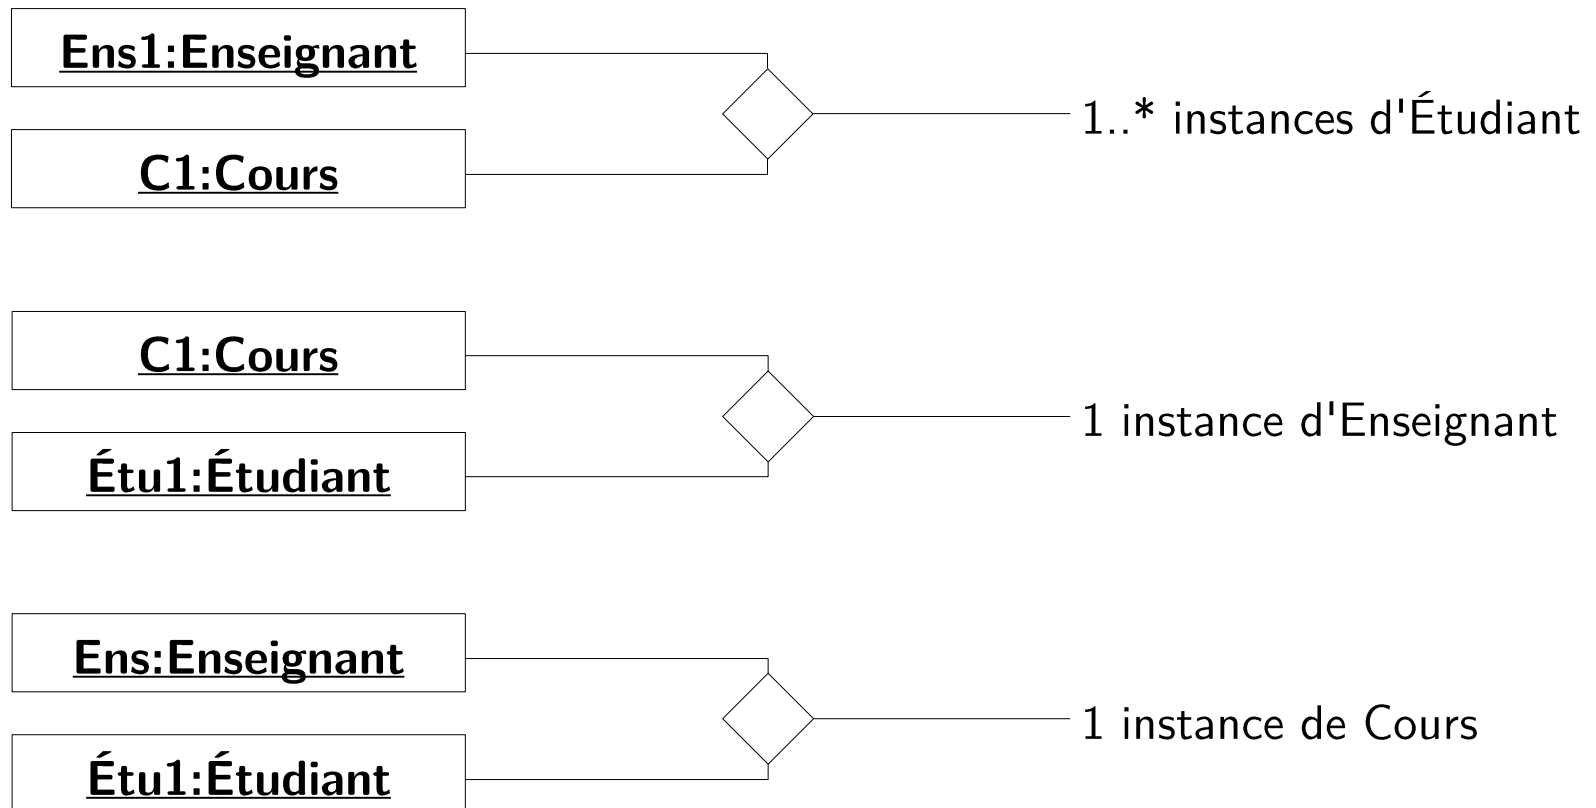 Ens1:Enseignant
C1:Cours
1..* instances d'Étudiant
C1:Cours
Étu1:Étudiant
1 instance d'Enseignant
Ens:Enseignant
Étu1:Étudiant
1 instance de Cours